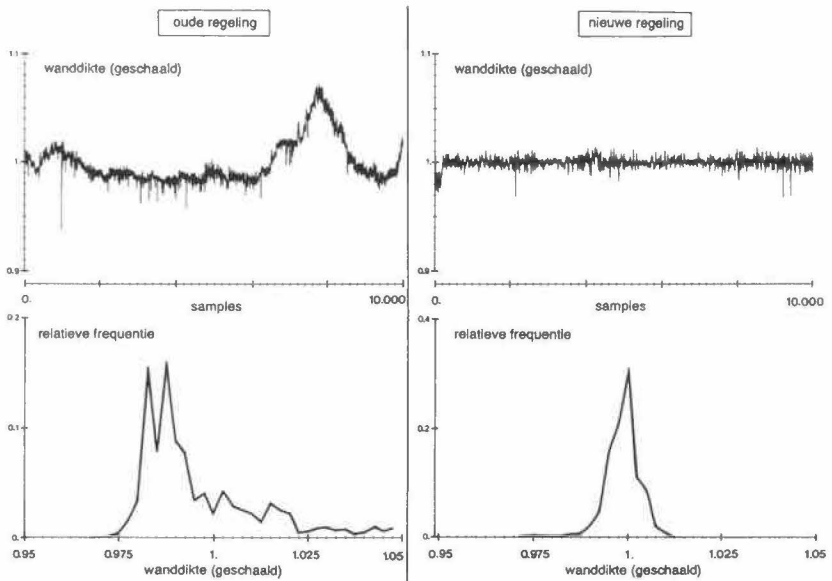 oude regeling
1.1
wanddikte (geschaald)
1.
0.9
0.
samples
10.000
0.2
relatieve frequentie
0.1
0.
0.95
0.975
1.
1.025
1.05
wanddikte (geschaald)
nieuwe regeling
1.1
wanddikte (geschaald)
1.
0.9
0.
samples
10.000
0.4
relatieve frequentie
0.2
0.
0.95
0.975
1.
1.025
1.05
wanddikte (geschaald)